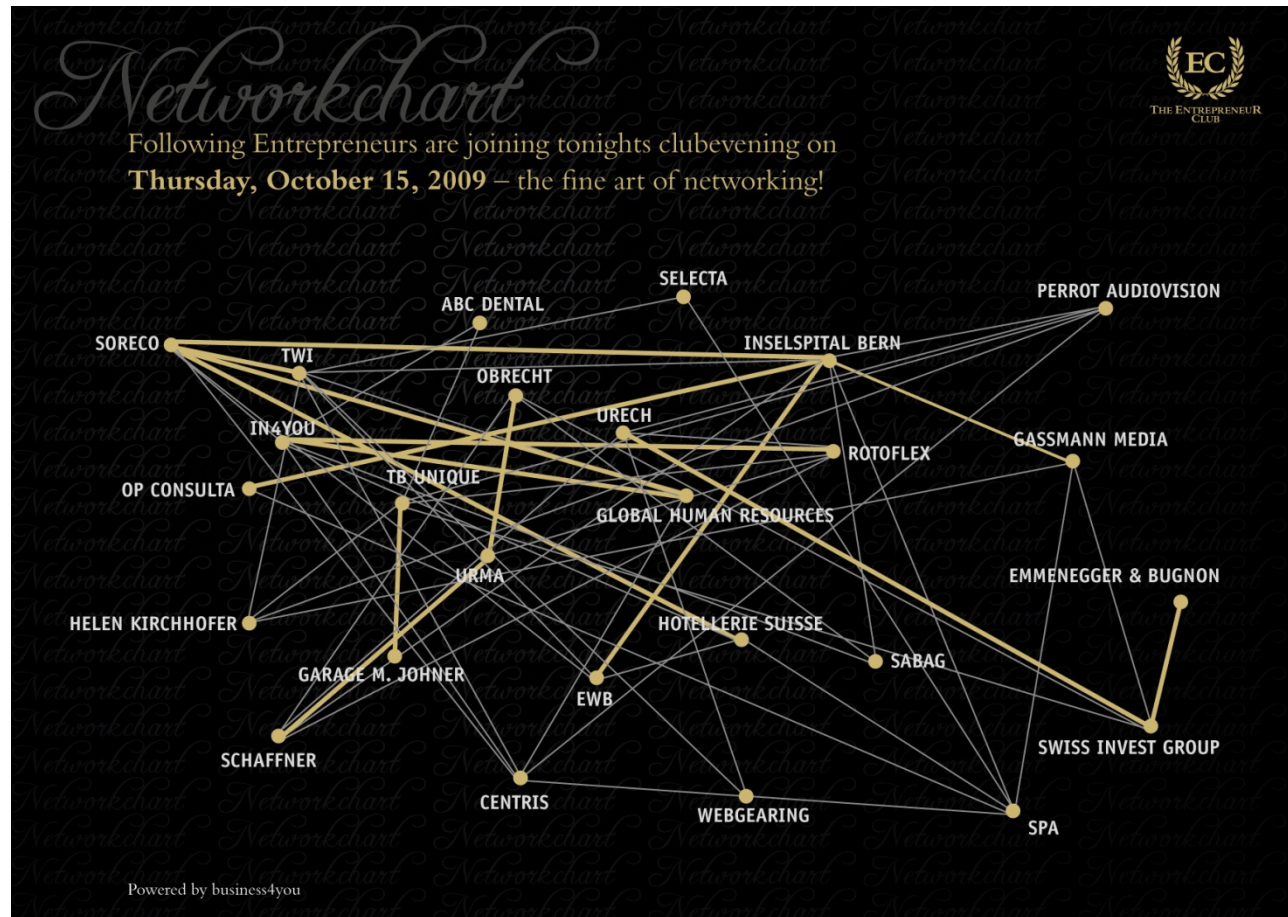 Networkchart
EC
THE ENTREPRENEUR
CLUB
Following Entrepreneurs are joining tonights clubevening on
Thursday, October 15, 2009 – the fine art of networking!
SELECTA
PERROT AUDIOVISION
ABC DENTAL
SORECO
INSELSPITAL BERN
TWI
OBRECHT
URECH
IN4YOU
GASSMANN MEDIA
ROTOFLEX
TB UNIQUE
OP CONSULTA
GLOBAL HUMAN RESOURCES
URMA
EMMENEGGER & BUGNON
HELEN KIRCHHOFER
HOTELLERIE SUISSE
SABAG
GARAGE M. JOHNER
EWB
SWISS INVEST GROUP
SCHAFFNER
CENTRIS
WEBGEARING
SPA
Powered by business4you